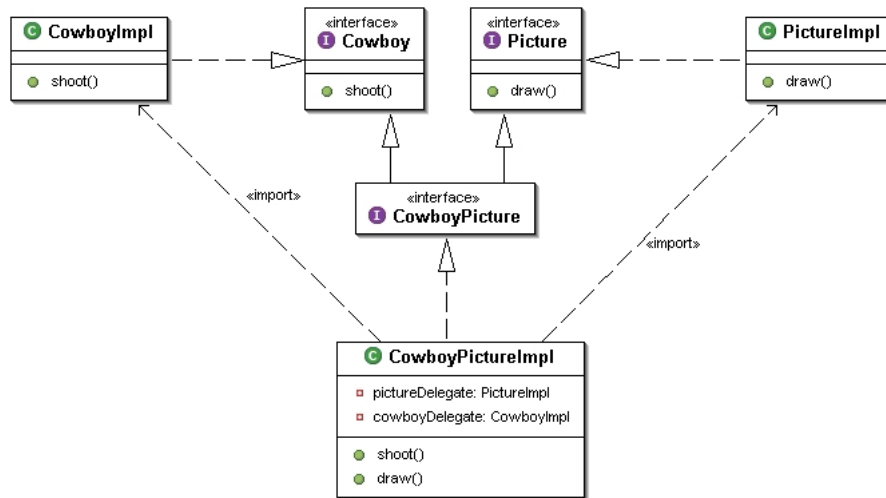 CowboyImpl
shoot()
«interface»
Cowboy
shoot()
«interface»
Picture
draw()
PictureImpl
draw()
«import»
«interface»
CowboyPicture
«import»
CowboyPictureImpl
pictureDelegate: PictureImpl
cowboyDelegate: CowboyImpl
shoot()
draw()